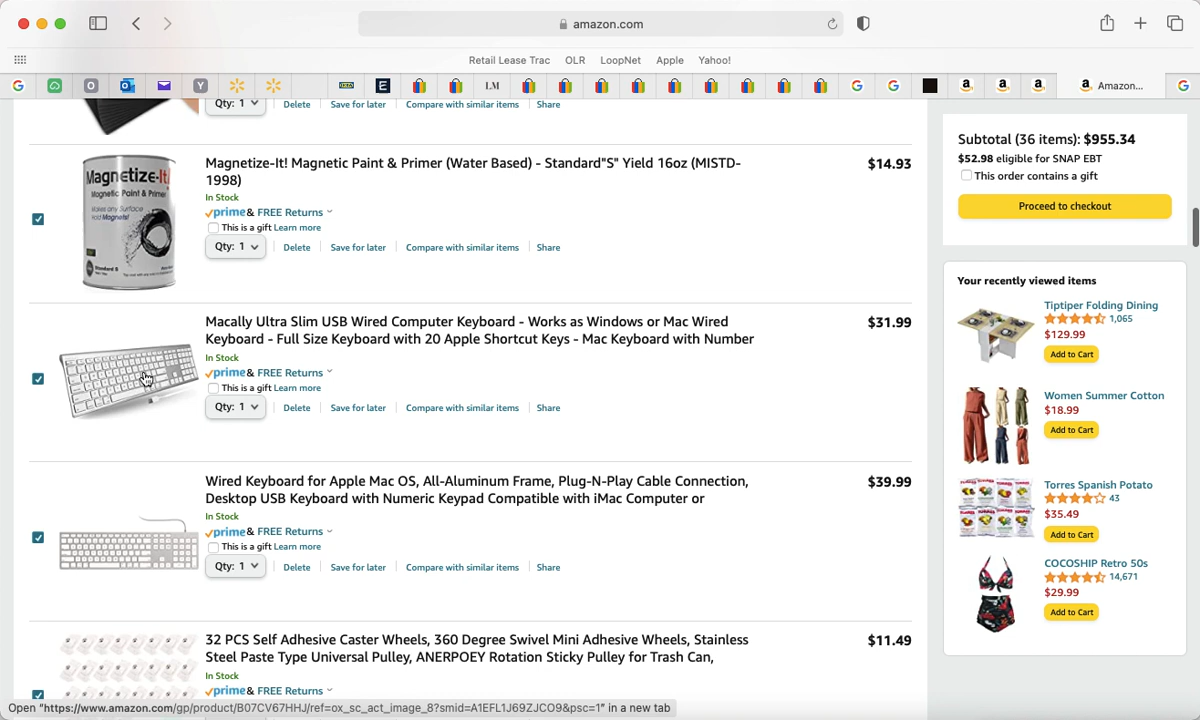 amazon.com
Retail Lease Trac OLR LoopNet Apple Yahoo!
Amazon...
Qty: 1 Delete Save for later Compare with similar items Share
Magnetize-It!
Magnetic Paint & Primer
Magnetize-It! Magnetic Paint & Primer (Water Based) - Standard"S" Yield 16oz (MISTD-
1998)
$14.93
In Stock
prime & FREE Returns
This is a gift Learn more
Qty: 1 Delete Save for later Compare with similar items Share
Macally Ultra Slim USB Wired Computer Keyboard - Works as Windows or Mac Wired
Keyboard - Full Size Keyboard with 20 Apple Shortcut Keys - Mac Keyboard with Number
$31.99
In Stock
prime & FREE Returns
This is a gift Learn more
Qty: 1 Delete Save for later Compare with similar items Share
Wired Keyboard for Apple Mac OS, All-Aluminum Frame, Plug-N-Play Cable Connection,
Desktop USB Keyboard with Numeric Keypad Compatible with iMac Computer or
$39.99
In Stock
prime & FREE Returns
This is a gift Learn more
Qty: 1 Delete Save for later Compare with similar items Share
32 PCS Self Adhesive Caster Wheels, 360 Degree Swivel Mini Adhesive Wheels, Stainless
Steel Paste Type Universal Pulley, ANERPOEY Rotation Sticky Pulley for Trash Can,
$11.49
In Stock
prime & FREE Returns
Subtotal (36 items): $955.34
$52.98 eligible for SNAP EBT
This order contains a gift
Proceed to checkout
Your recently viewed items
Tiptiper Folding Dining
1,065
$129.99
Add to Cart
Women Summer Cotton
$18.99
Add to Cart
Torres Spanish Potato
43
$35.49
Add to Cart
COCOSHIP Retro 50s
14,671
$29.99
Add to Cart
Open "https://www.amazon.com/gp/product/B07CV67HHJ/ref=ox_sc_act_image_8?smid=A1EFL1J69ZJCO9&psc=1" in a new tab